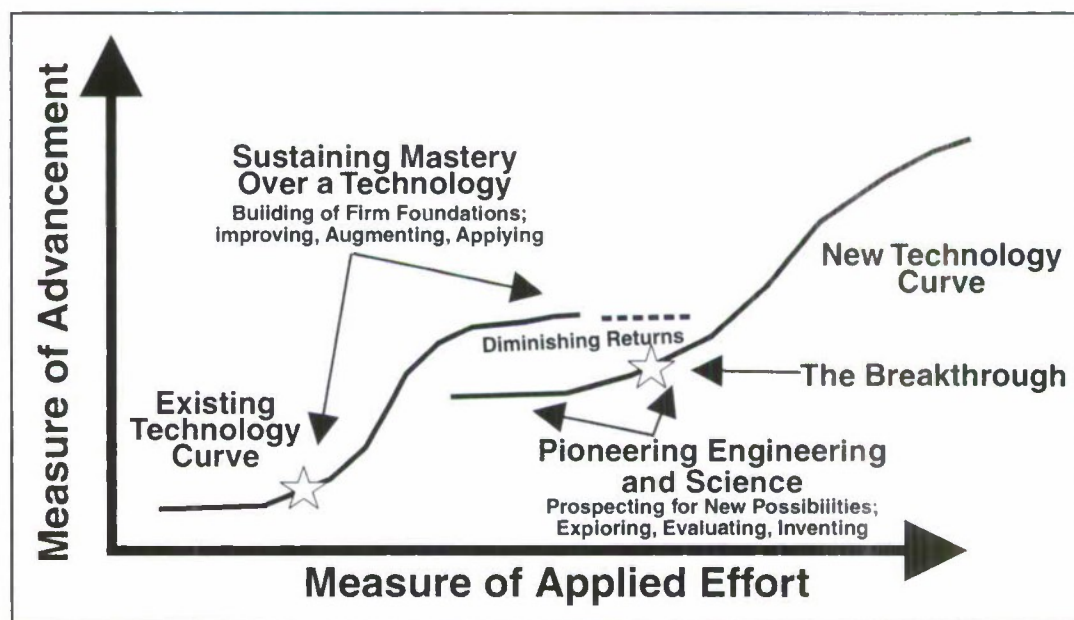 Measure of Advancement
Sustaining Mastery
Over a Technology
Building of Firm Foundations;
improving, Augmenting, Applying
New Technology
Curve
Diminishing Returns
The Breakthrough
Existing
Technology
Curve
Pioneering Engineering
and Science
Prospecting for New Possibilities;
Exploring, Evaluating, Inventing
Measure of Applied Effort